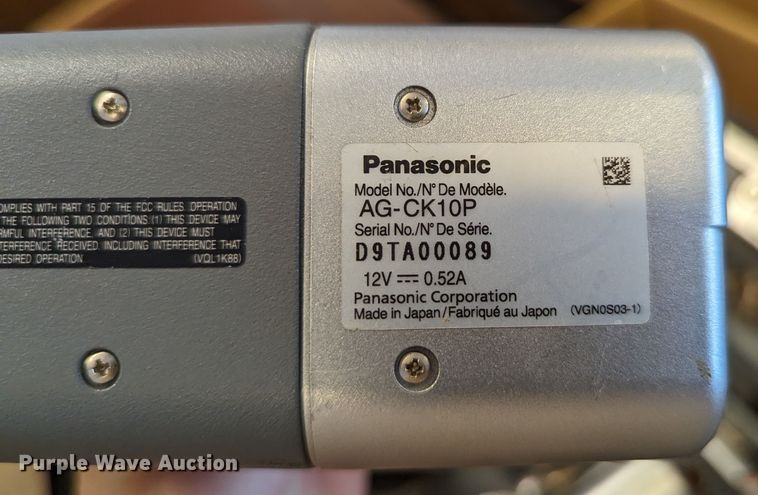 COMPLIES WITH PART 15 OF THE FCC RULES OPERATION
THE FOLLOWING TWO CONDITIONS (1) THIS DEVICE MAY
INTERFERENCE, AND (2) THIS DEVICE MUST
RECEIVED, INCLUDING INTERFERENCE THAT
DESIRED OPERATION. (VQL1K88)
Panasonic
Model No./N° De Modèle.
AG-CK10P
Serial No./N° De Série.
D9TA00089
12V ⎓ 0.52A
Panasonic Corporation
Made in Japan/Fabriqué au Japon (VGN0S03-1)
Purple Wave Auction